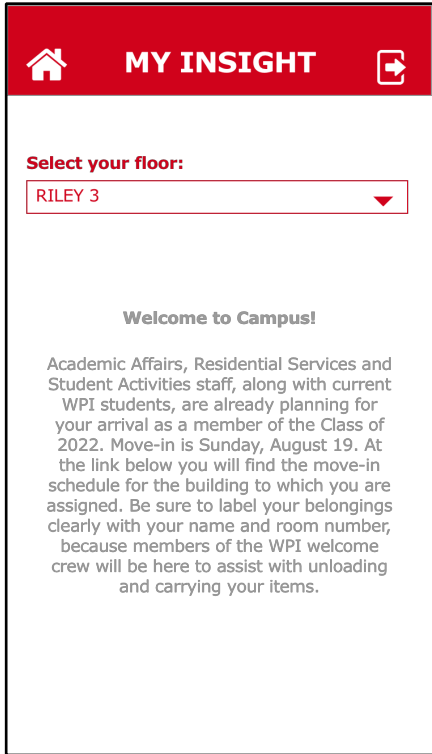 MY INSIGHT
Select your floor:
RILEY 3
Welcome to Campus!
Academic Affairs, Residential Services and
Student Activities staff, along with current
WPI students, are already planning for
your arrival as a member of the Class of
2022. Move-in is Sunday, August 19. At
the link below you will find the move-in
schedule for the building to which you are
assigned. Be sure to label your belongings
clearly with your name and room number,
because members of the WPI welcome
crew will be here to assist with unloading
and carrying your items.